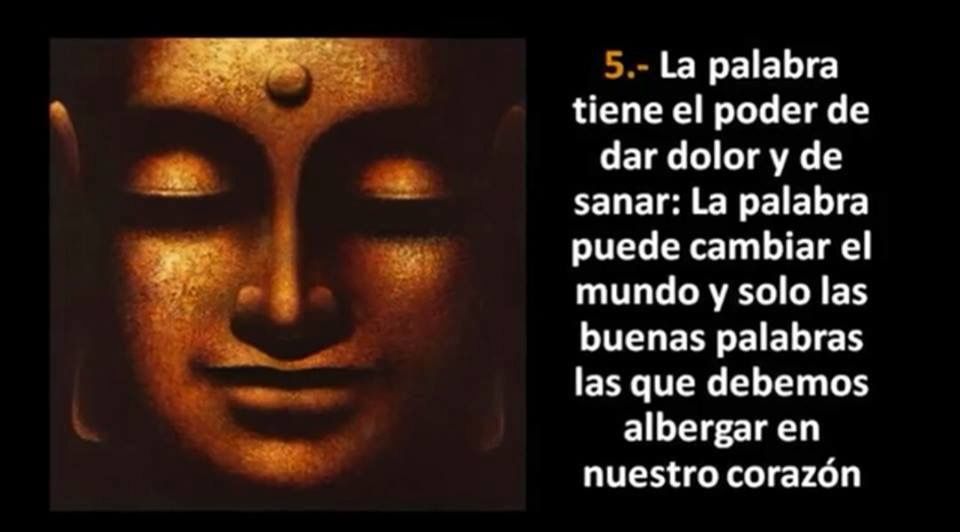 5.- La palabra
tiene el poder de
dar dolor y de
sanar: La palabra
puede cambiar el
mundo y solo las
buenas palabras
las que debemos
albergar en
nuestro corazón